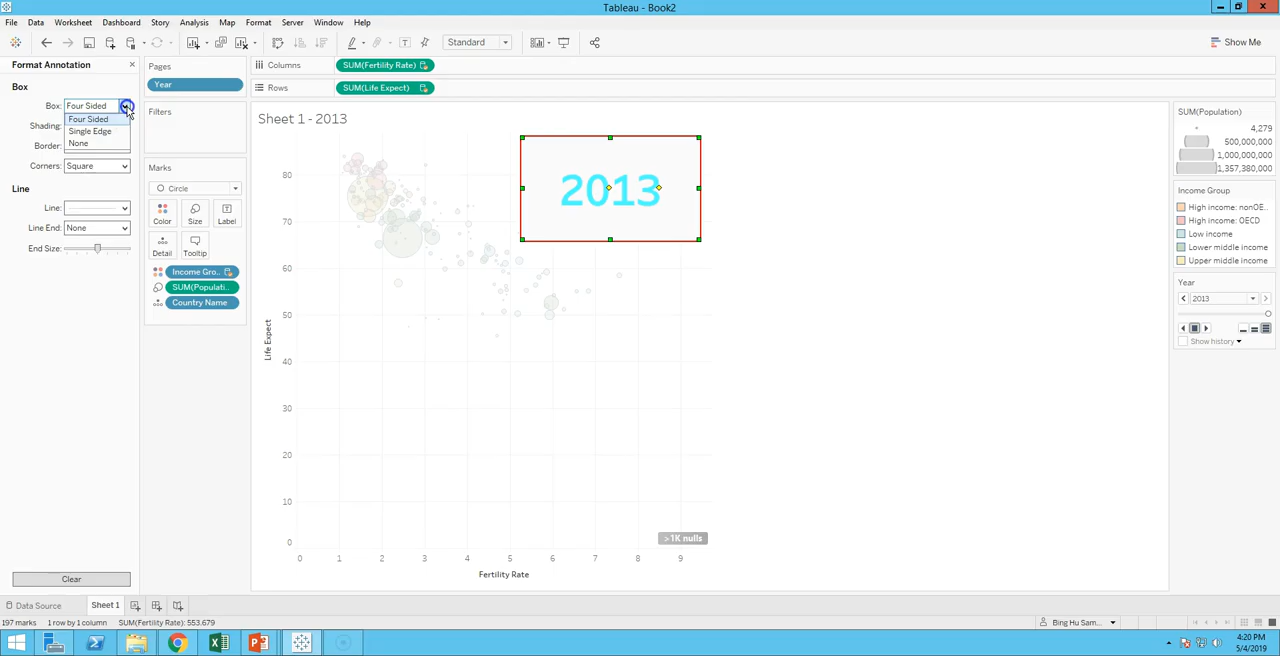 Tableau - Book2
File Data Worksheet Dashboard Story Analysis Map Format Server Window Help
Standard
Show Me
Format Annotation
Box
Box: Four Sided
Four Sided
Single Edge
None
Shading:
Border:
Corners: Square
Line
Line:
Line End: None
End Size:
Clear
Pages
Year
Filters
Marks
Circle
Color Size Label
Detail Tooltip
Income Gro..
SUM(Populati..
Country Name
Columns SUM(Fertility Rate)
Rows SUM(Life Expect)
Sheet 1 - 2013
2013
80
70
60
50
40
30
20
10
0
Life Expect
0 1 2 3 4 5 6 7 8 9
Fertility Rate
>1K nulls
SUM(Population)
4,279
500,000,000
1,000,000,000
1,357,380,000
Income Group
High income: nonOE...
High income: OECD
Low income
Lower middle income
Upper middle income
Year
2013
Show history
Data Source Sheet 1
197 marks 1 row by 1 column SUM(Fertility Rate): 553.679
Bing Hu Sam...
4:20 PM
5/4/2019